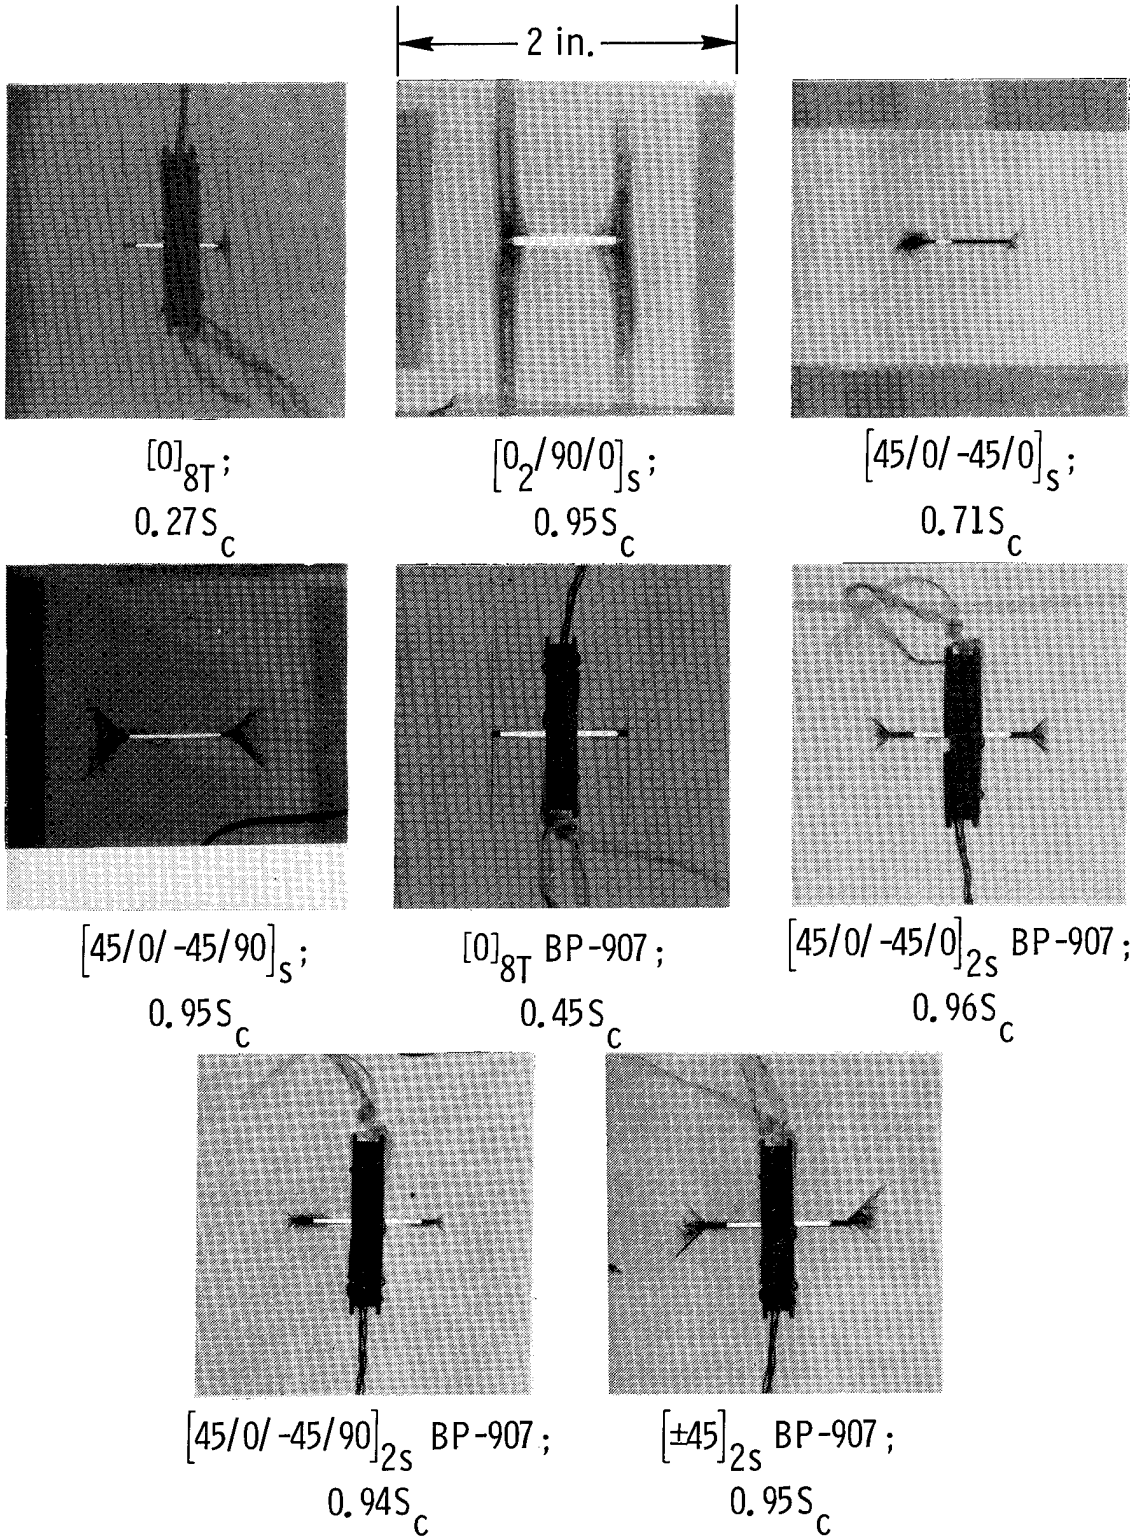 2 in.
[0]8T;
0.27Sc
[02/90/0]s;
0.95Sc
[45/0/-45/0]s;
0.71Sc
[45/0/-45/90]s;
0.95Sc
[0]8T BP-907;
0.45Sc
[45/0/-45/0]2s BP-907;
0.96Sc
[45/0/-45/90]2s BP-907;
0.94Sc
[±45]2s BP-907;
0.95Sc